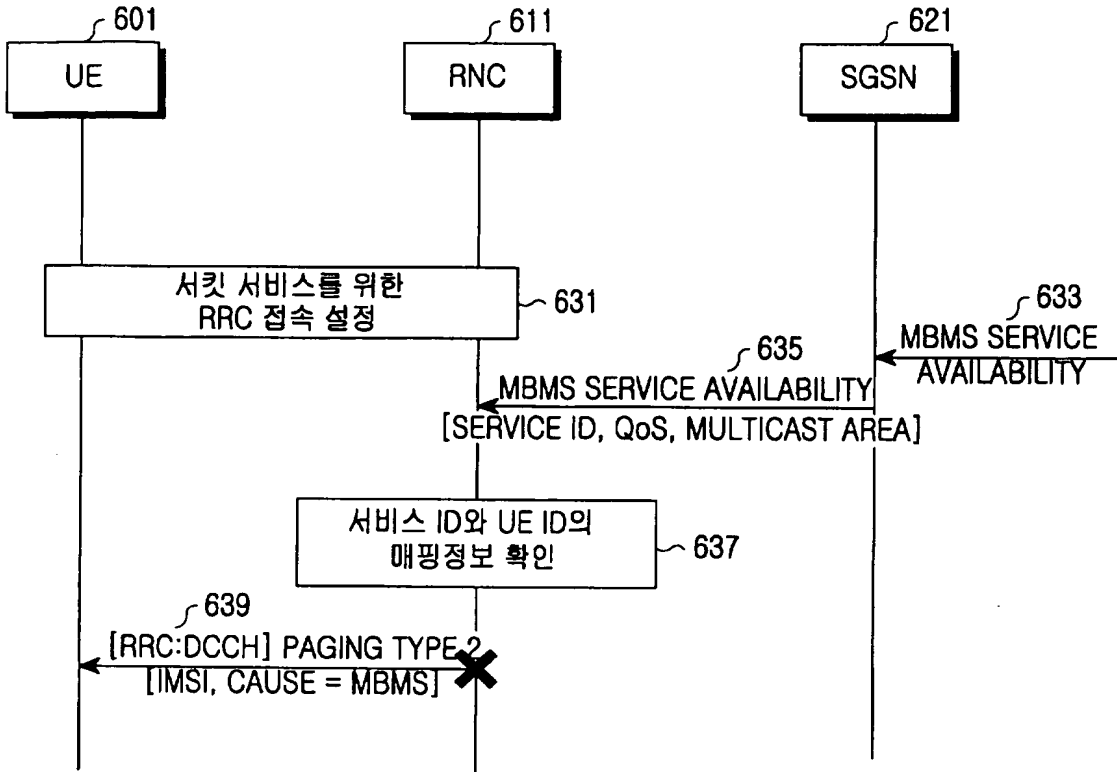 601
611
621
UE
RNC
SGSN
서킷 서비스를 위한
RRC 접속 설정
631
633
MBMS SERVICE
AVAILABILITY
635
MBMS SERVICE AVAILABILITY
[SERVICE ID, QoS, MULTICAST AREA]
서비스 ID와 UE ID의
매핑정보 확인
637
639
[RRC:DCCH] PAGING TYPE 2
[IMSI, CAUSE = MBMS]